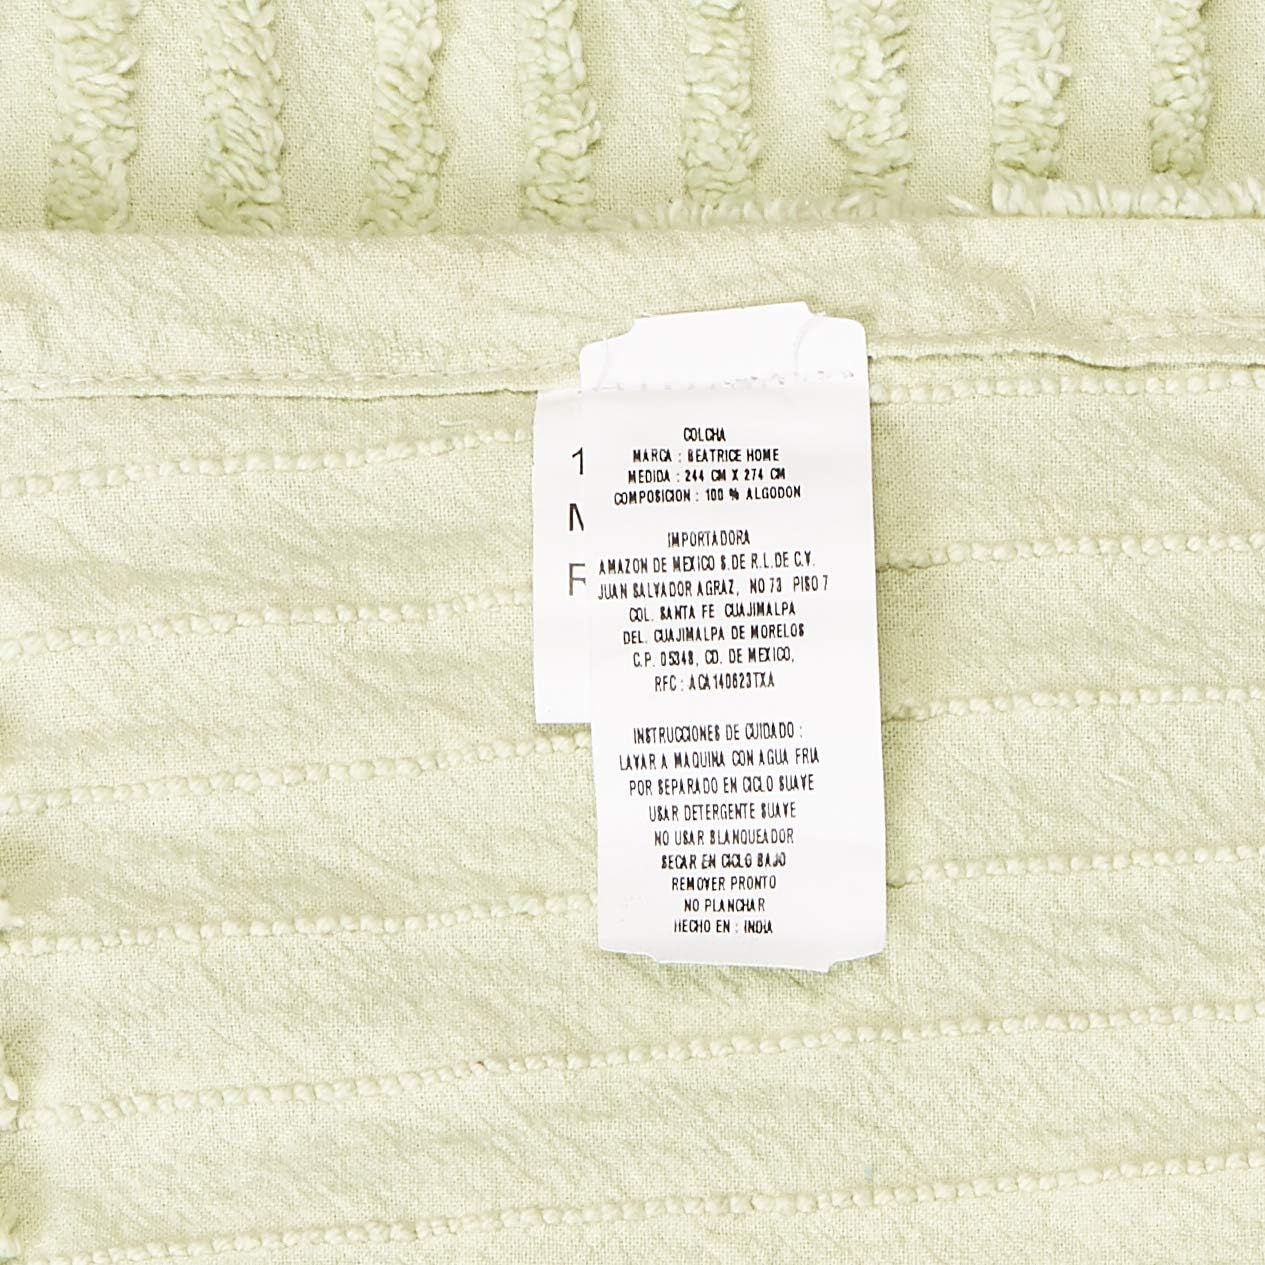 COLCHA
MARCA : BEATRICE HOME
MEDIDA : 244 CM X 274 CM
COMPOSICION : 100 % ALGODON
IMPORTADORA
AMAZON DE MEXICO S.DE R.L.DE C.V.
JUAN SALVADOR AGRAZ, NO 73 PISO 7
COL. SANTA FE CUAJIMALPA
DEL. CUAJIMALPA DE MORELOS
C.P. 05348, CD. DE MEXICO,
RFC : ACA140623TXA
INSTRUCCIONES DE CUIDADO :
LAVAR A MAQUINA CON AGUA FRIA
POR SEPARADO EN CICLO SUAVE
USAR DETERGENTE SUAVE
NO USAR BLANQUEADOR
SECAR EN CICLO BAJO
REMOVER PRONTO
NO PLANCHAR
HECHO EN : INDIA